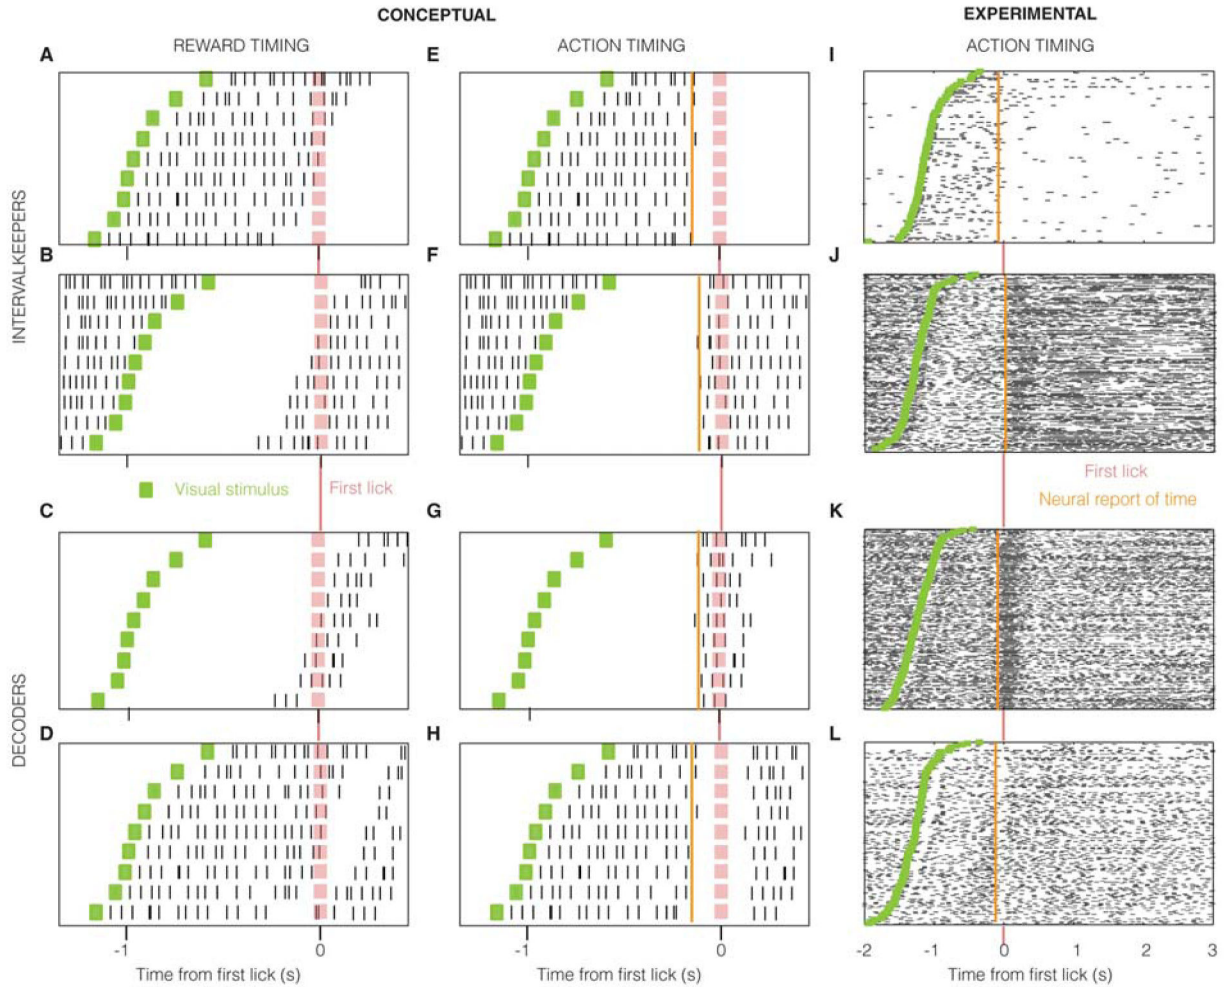 CONCEPTUAL
EXPERIMENTAL
REWARD TIMING
ACTION TIMING
ACTION TIMING
A
E
I
B
F
J
INTERVALKEEPERS
Visual stimulus
First lick
First lick
Neural report of time
C
G
K
D
H
L
DECODERS
-1
0
-1
0
-2
-1
0
1
2
3
Time from first lick (s)
Time from first lick (s)
Time from first lick (s)